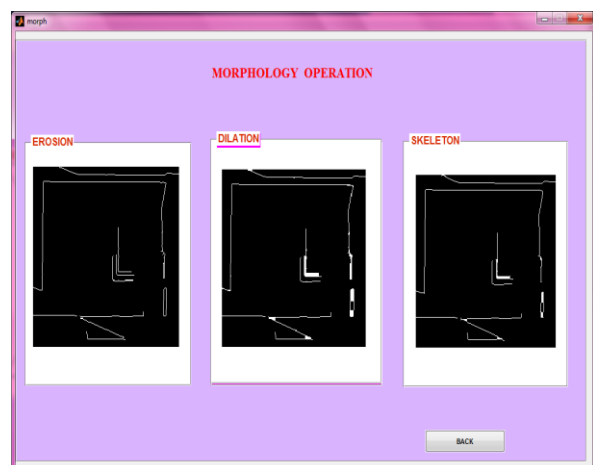 morph
MORPHOLOGY OPERATION
EROSION
DILATION
SKELETON
BACK